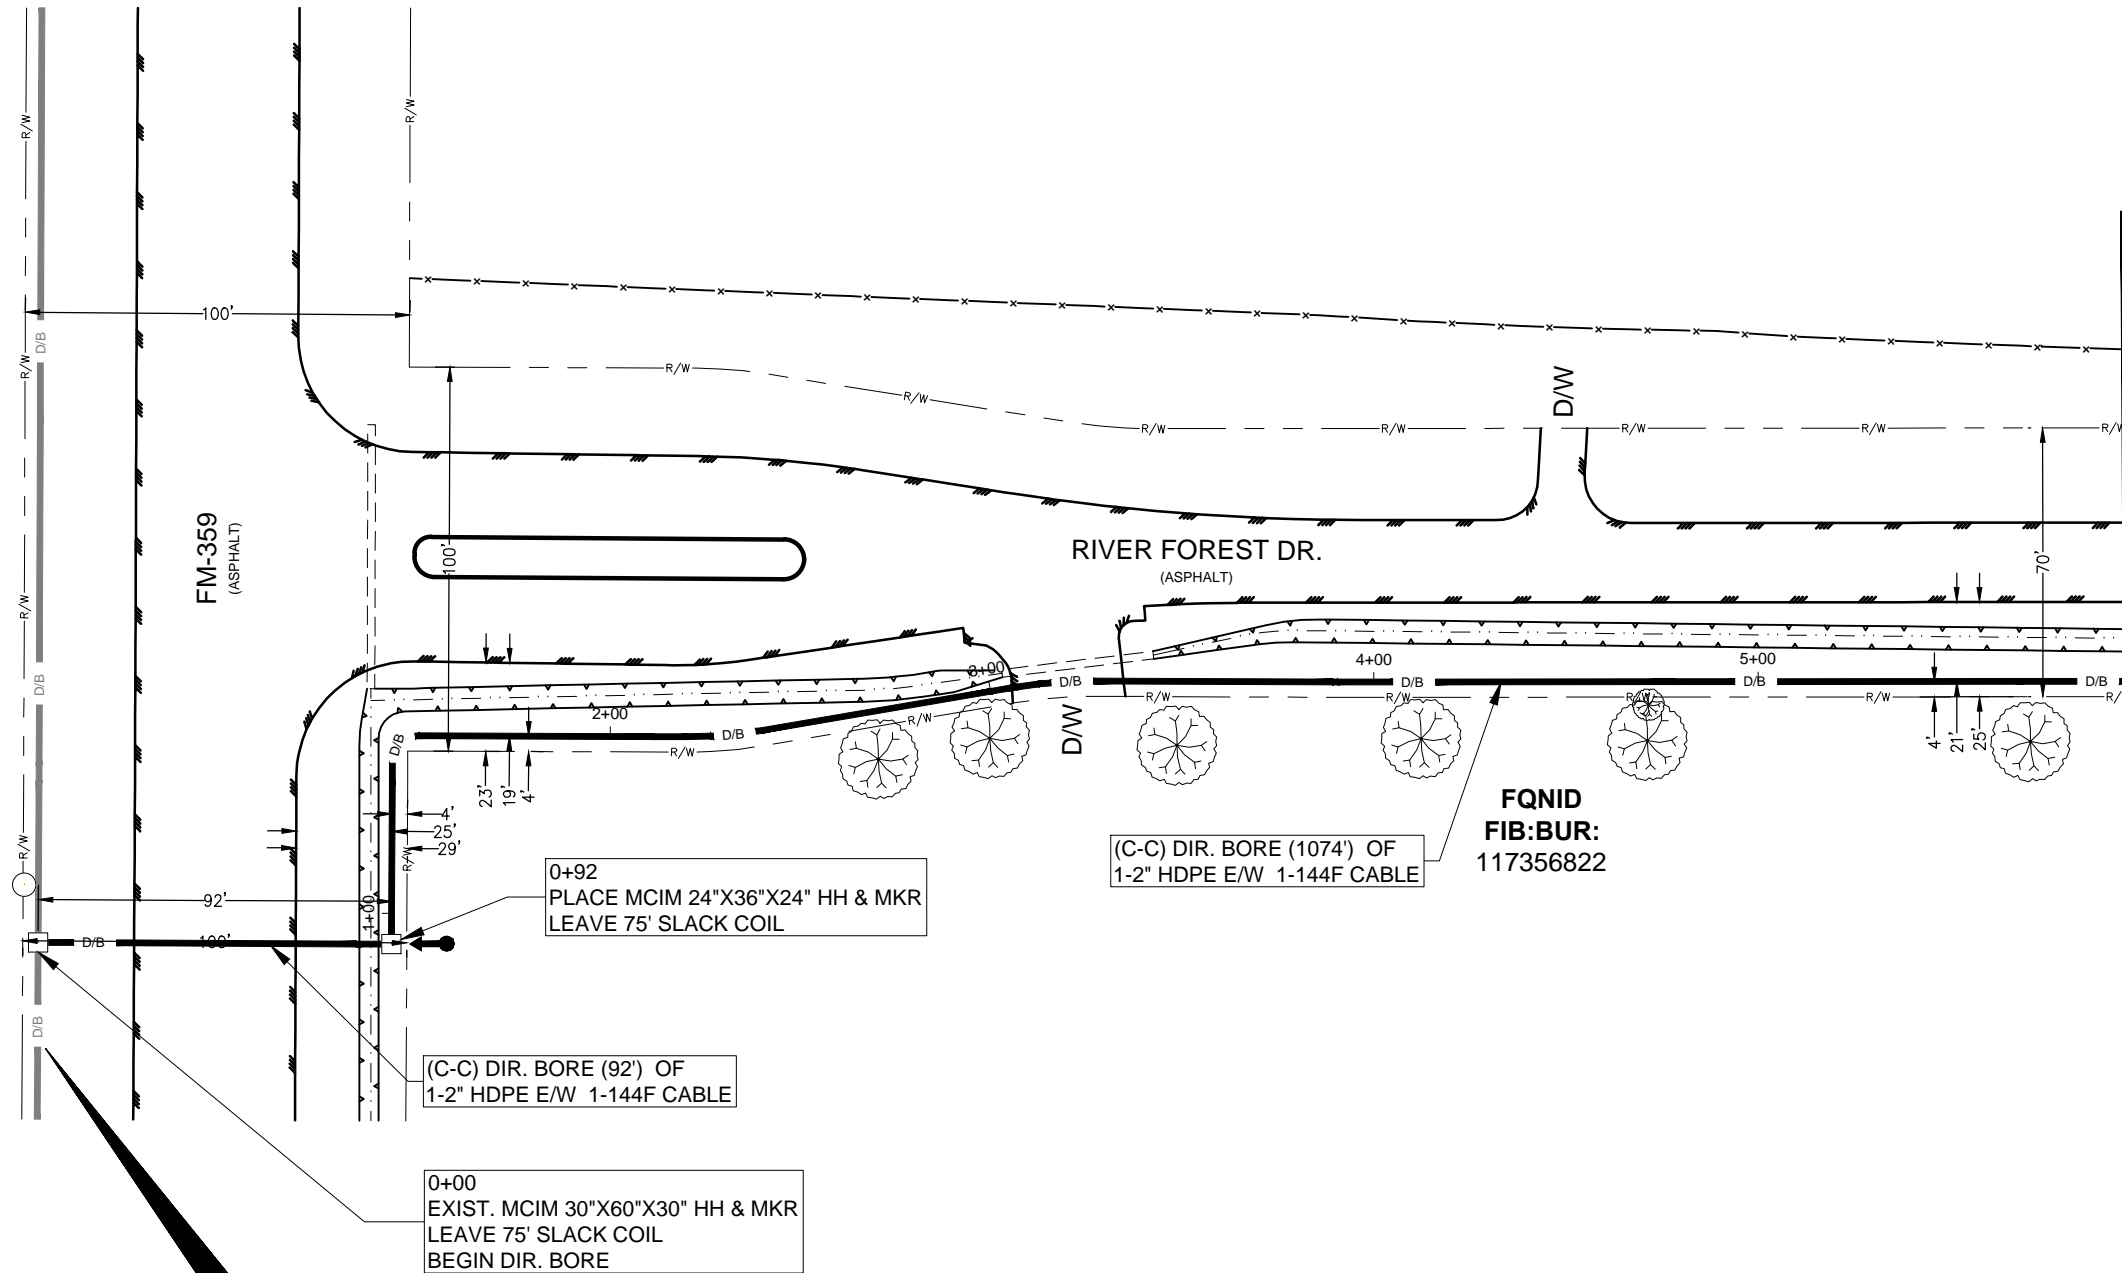 R/W
R/W
100'
D/B
R/W
R/W
R/W
R/W
R/W
R/W
R/W
R/W
R/W
D/W
100'
FM-359
(ASPHALT)
RIVER FOREST DR.
(ASPHALT)
70'
R/W
D/B
3+00
4+00
5+00
D/B
D/B
D/B
D/B
R/W
R/W
R/W
R/W
R/W
2+00
D/B
D/B
R/W
R/W
D/W
23'
19'
4'
4'
21'
25'
4'
25'
29'
R/W
R/W
FQNID
FIB:BUR:
117356822
(C-C) DIR. BORE (1074') OF
1-2" HDPE E/W 1-144F CABLE
0+92
PLACE MCIM 24"X36"X24" HH & MKR
LEAVE 75' SLACK COIL
92'
1+00
D/B
100'
D/B
(C-C) DIR. BORE (92') OF
1-2" HDPE E/W 1-144F CABLE
0+00
EXIST. MCIM 30"X60"X30" HH & MKR
LEAVE 75' SLACK COIL
BEGIN DIR. BORE